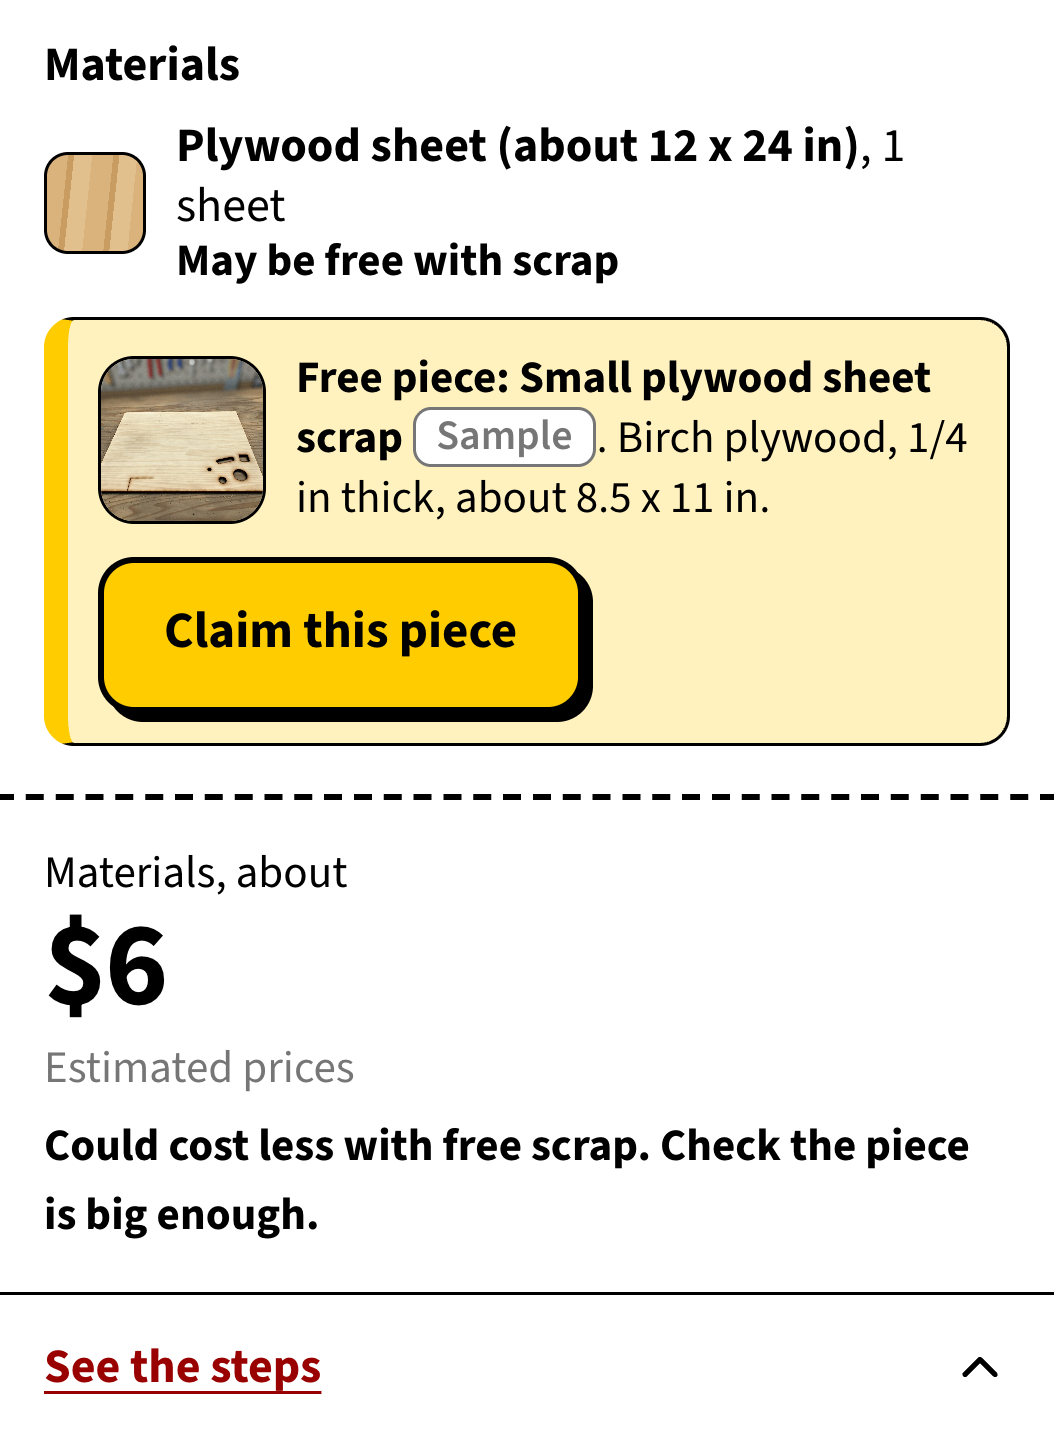 Materials
Plywood sheet (about 12 x 24 in), 1
sheet
May be free with scrap
Free piece: Small plywood sheet
scrap Sample. Birch plywood, 1/4
in thick, about 8.5 x 11 in.
Claim this piece
Materials, about
$6
Estimated prices
Could cost less with free scrap. Check the piece
is big enough.
See the steps